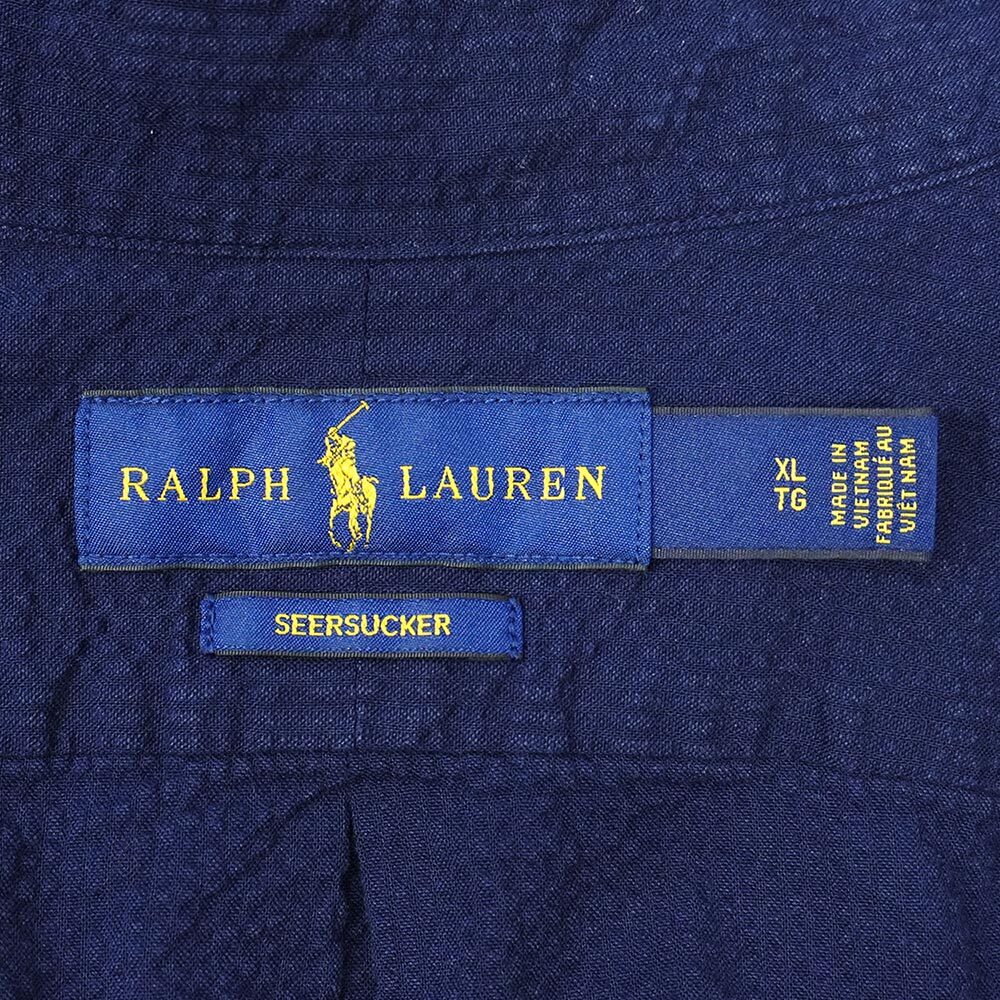 RALPH LAUREN
XL
TG
MADE IN
VIETNAM
FABRIQUÉ AU
VIÊT NAM
SEERSUCKER